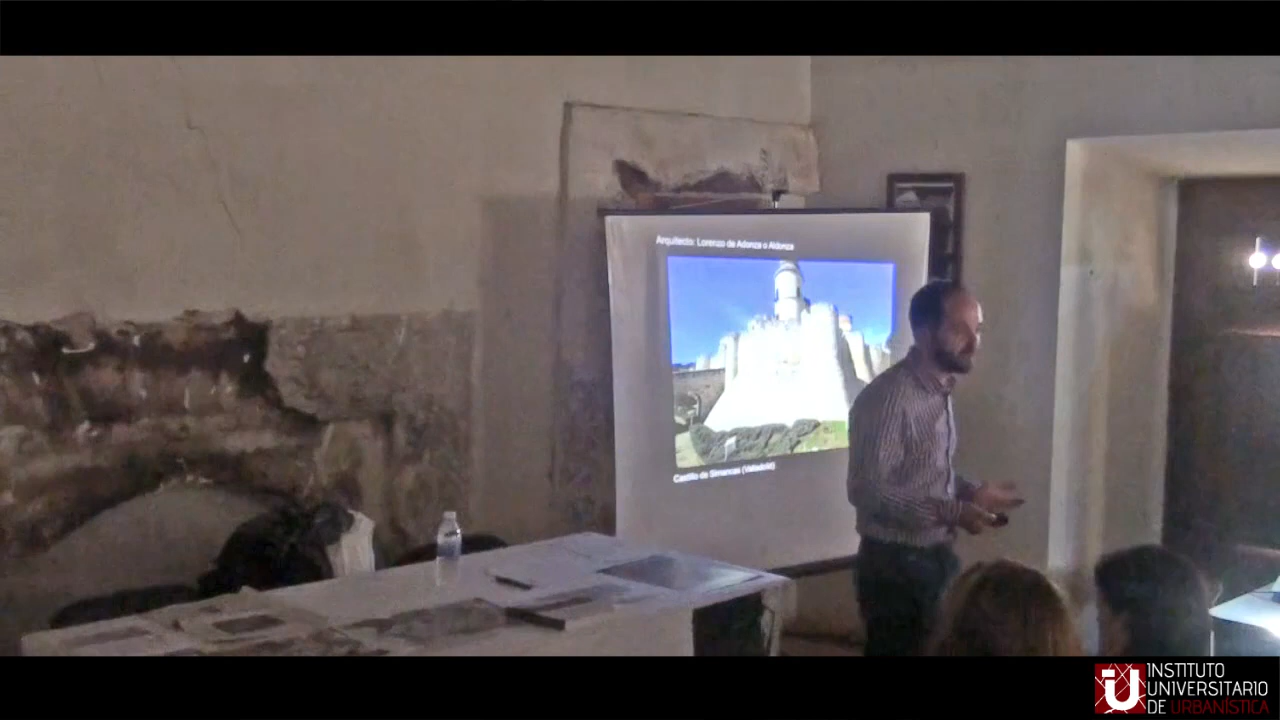 Arquitecto: Lorenzo de Adonza o Aldonza
Castillo de Simancas (Valladolid)
INSTITUTO
UNIVERSITARIO
DE URBANÍSTICA